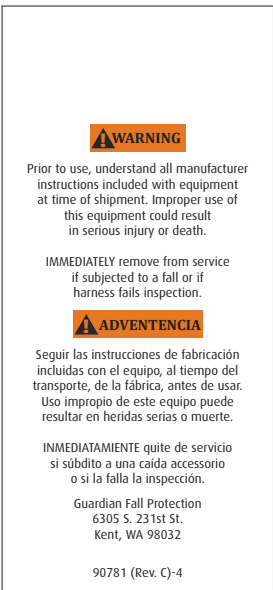 WARNING
Prior to use, understand all manufacturer
instructions included with equipment
at time of shipment. Improper use of
this equipment could result
in serious injury or death.
IMMEDIATELY remove from service
if subjected to a fall or if
harness fails inspection.
ADVENTENCIA
Seguir las instrucciones de fabricación
incluidas con el equipo, al tiempo del
transporte, de la fábrica, antes de usar.
Uso impropio de este equipo puede
resultar en heridas serias o muerte.
INMEDIATAMIENTE quite de servicio
si súbdito a una caída accessorio
o si la falla la inspección.
Guardian Fall Protection
6305 S. 231st St.
Kent, WA 98032
90781 (Rev. C)-4